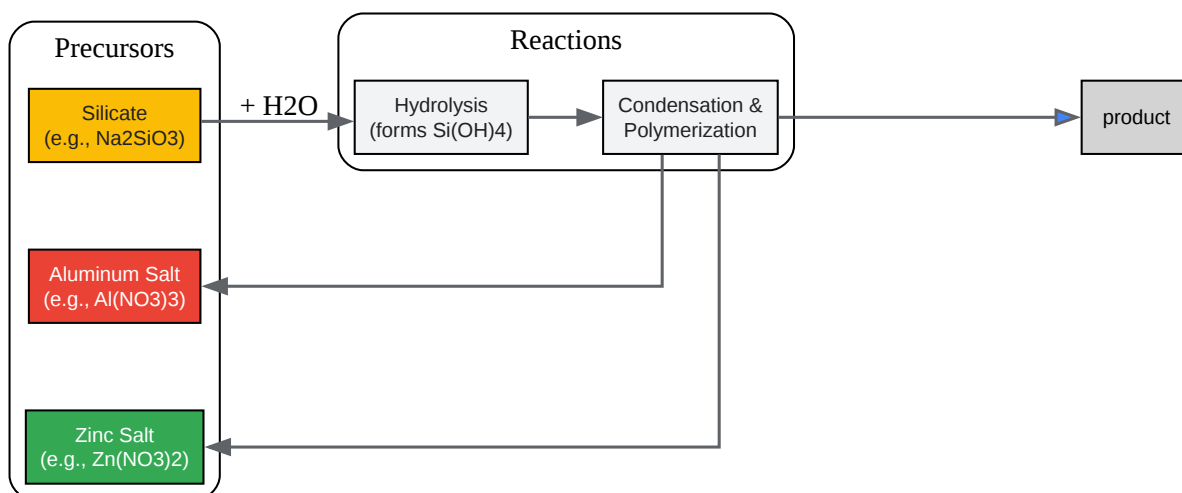 Precursors
Reactions
Silicate
(e.g., Na2SiO3)
+ H2O
Hydrolysis
(forms Si(OH)4)
Condensation &
Polymerization
product
Aluminum Salt
(e.g., Al(NO3)3)
Zinc Salt
(e.g., Zn(NO3)2)